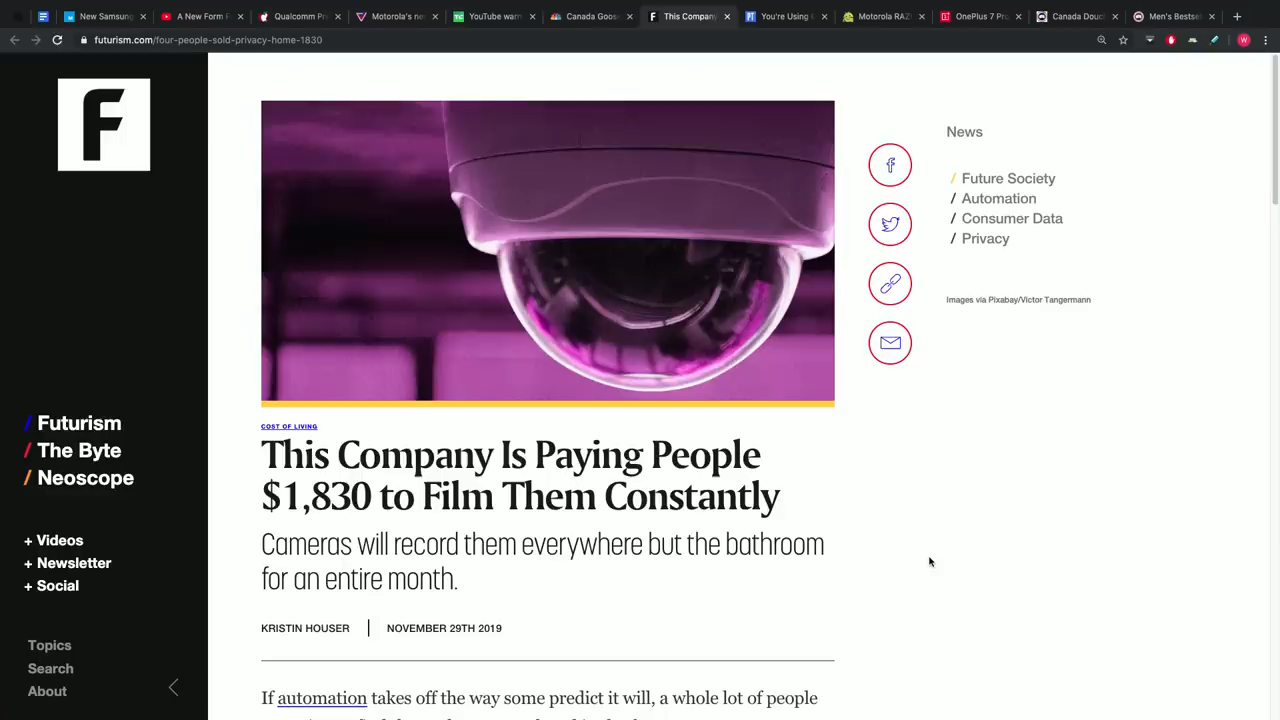 New Samsung
A New Form F
Qualcomm Pr
Motorola's ne
YouTube warn
Canada Goos
This Company
You're Using
Motorola RAZ
OnePlus 7 Pro
Canada Douc
Men's Bestse
futurism.com/four-people-sold-privacy-home-1830
W
F
News
/ Future Society
/ Automation
/ Consumer Data
/ Privacy
Images via Pixabay/Victor Tangermann
/ Futurism
/ The Byte
/ Neoscope
+ Videos
+ Newsletter
+ Social
Topics
Search
About
COST OF LIVING
This Company Is Paying People
$1,830 to Film Them Constantly
Cameras will record them everywhere but the bathroom
for an entire month.
KRISTIN HOUSER | NOVEMBER 29TH 2019
If automation takes off the way some predict it will, a whole lot of people